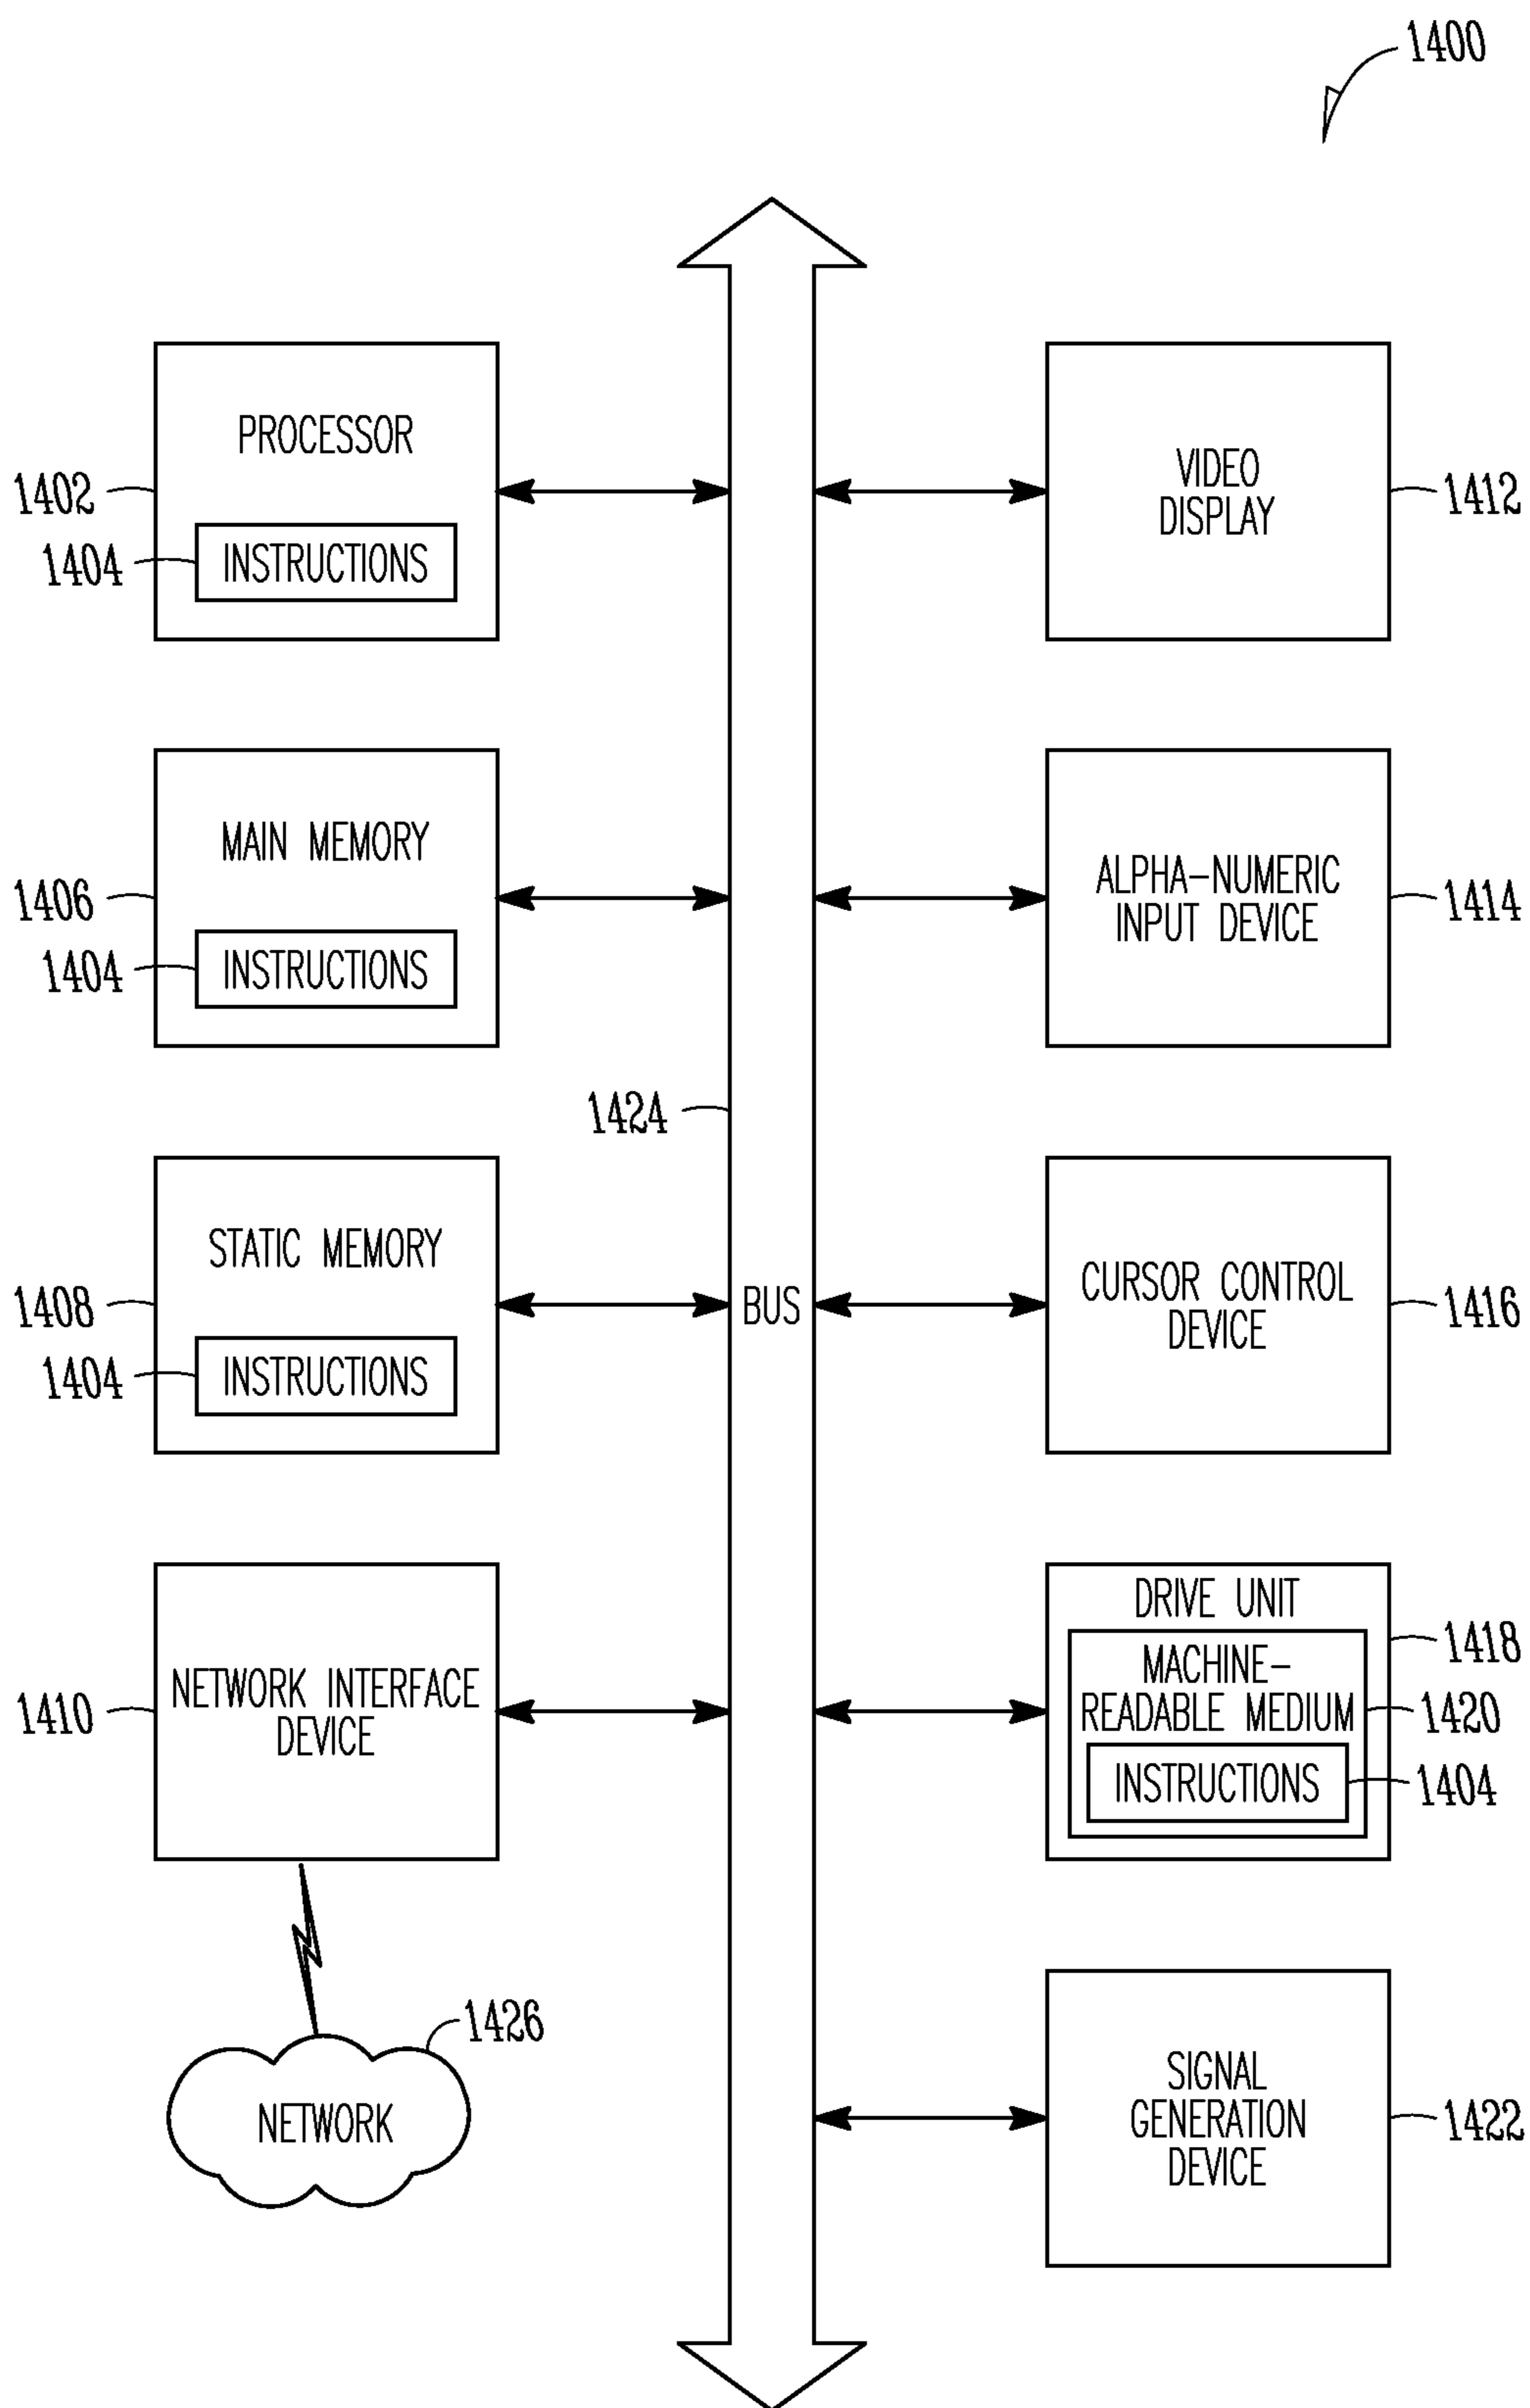 1400
PROCESSOR
1402
1404
INSTRUCTIONS
VIDEO
DISPLAY
1412
MAIN MEMORY
1406
1404
INSTRUCTIONS
ALPHA-NUMERIC
INPUT DEVICE
1414
1424
STATIC MEMORY
1408
1404
INSTRUCTIONS
BUS
CURSOR CONTROL
DEVICE
1416
NETWORK INTERFACE
DEVICE
1410
DRIVE UNIT
1418
MACHINE-
READABLE MEDIUM
1420
INSTRUCTIONS
1404
1426
NETWORK
SIGNAL
GENERATION
DEVICE
1422